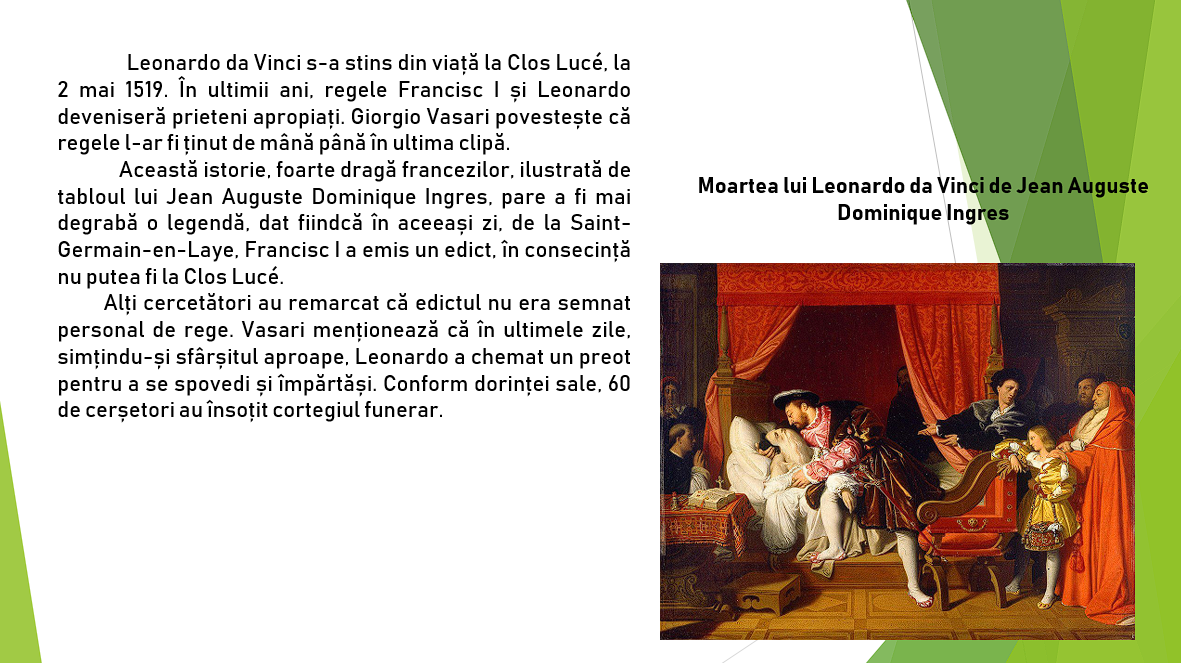 Leonardo da Vinci s-a stins din viață la Clos Lucé, la
2 mai 1519. În ultimii ani, regele Francisc I și Leonardo
deveniseră prieteni apropiați. Giorgio Vasari povestește că
regele l-ar fi ținut de mână până în ultima clipă.
Această istorie, foarte dragă francezilor, ilustrată de
tabloul lui Jean Auguste Dominique Ingres, pare a fi mai
degrabă o legendă, dat fiindcă în aceeași zi, de la Saint-
Germain-en-Laye, Francisc I a emis un edict, în consecință
nu putea fi la Clos Lucé.
Alți cercetători au remarcat că edictul nu era semnat
personal de rege. Vasari menționează că în ultimele zile,
simțindu-și sfârșitul aproape, Leonardo a chemat un preot
pentru a se spovedi și împărtăși. Conform dorinței sale, 60
de cerșetori au însoțit cortegiul funerar.
Moartea lui Leonardo da Vinci de Jean Auguste
Dominique Ingres